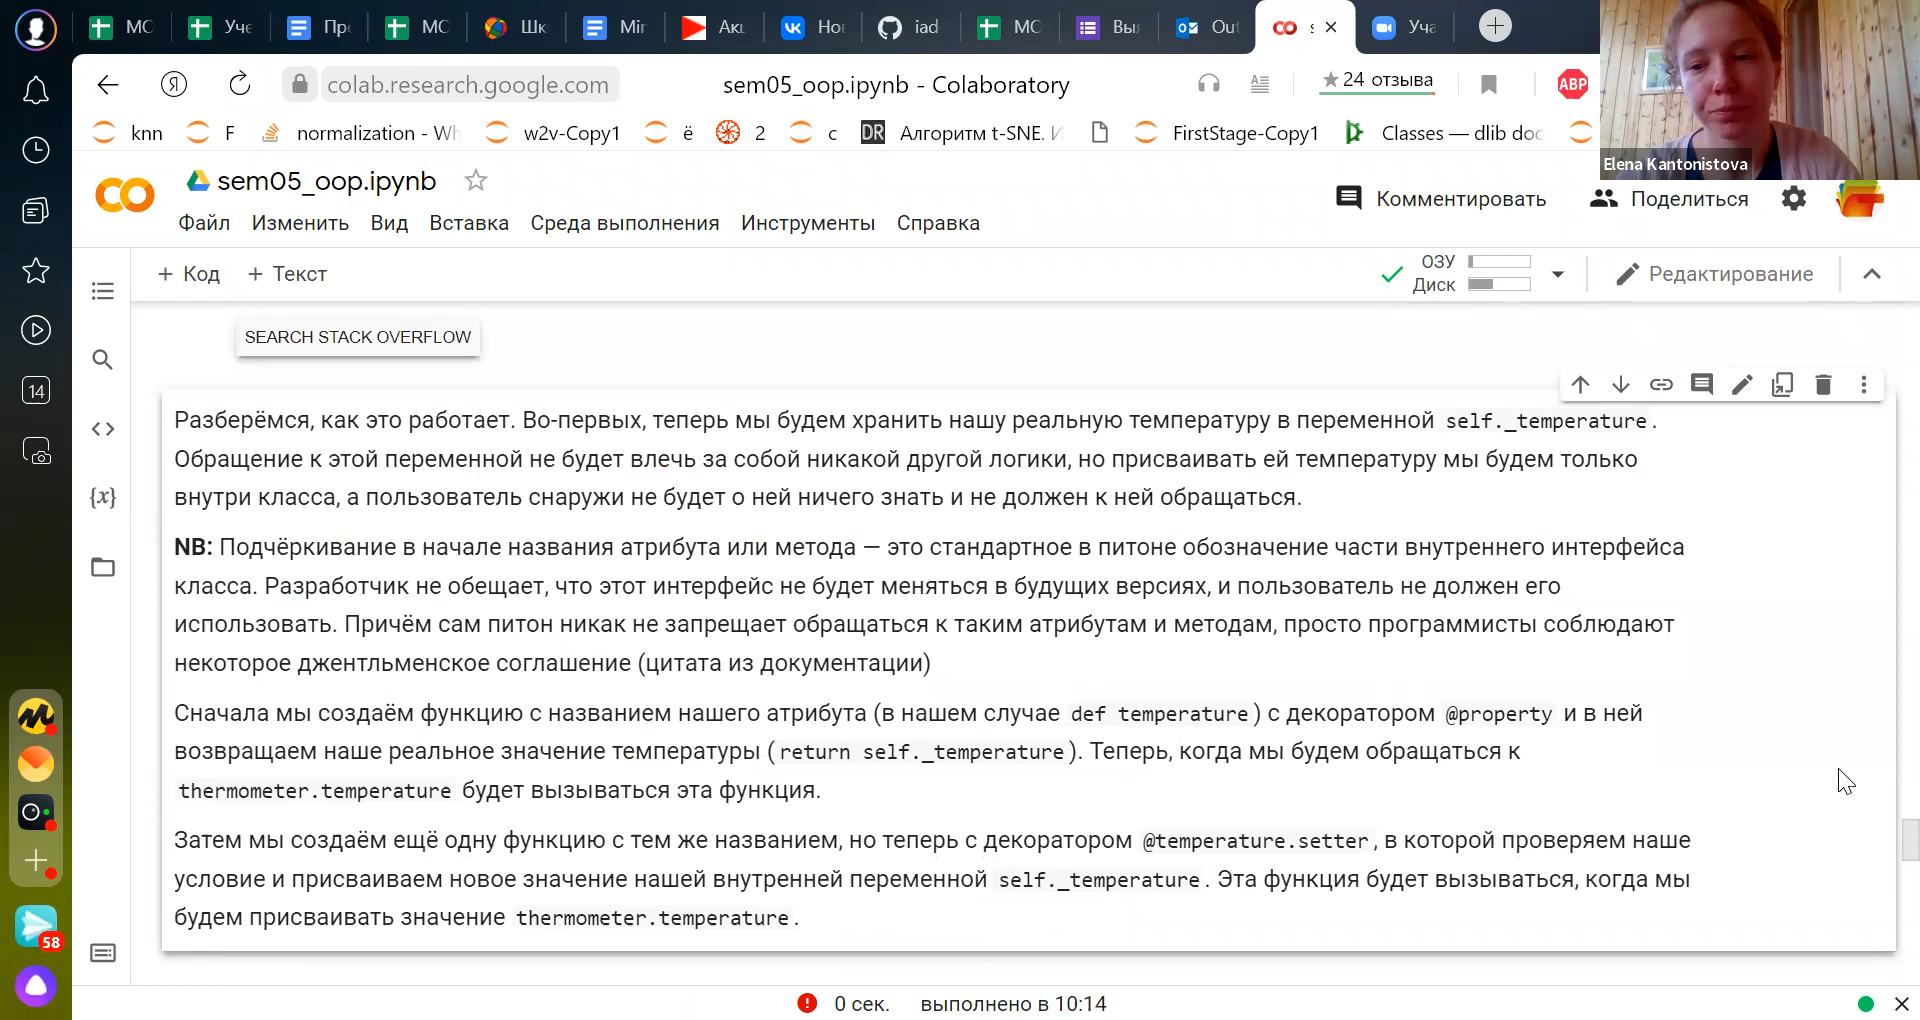 МС
Уче
Пр
МС
Шк
Mir
Акц
Но
iad-
МС
Вы
Out
s
Уча
colab.research.google.com
sem05_oop.ipynb - Colaboratory
★ 24 отзыва
ABP
knn
F
normalization - Wh
w2v-Copy1
ё
2
с
DR
Алгоритм t-SNE. И
FirstStage-Copy1
Classes — dlib doc
Elena Kantonistova
sem05_oop.ipynb
Комментировать
Поделиться
Файл Изменить Вид Вставка Среда выполнения Инструменты Справка
+ Код + Текст
ОЗУ
Диск
Редактирование
SEARCH STACK OVERFLOW
Разберёмся, как это работает. Во-первых, теперь мы будем хранить нашу реальную температуру в переменной self._temperature.
Обращение к этой переменной не будет влечь за собой никакой другой логики, но присваивать ей температуру мы будем только
внутри класса, а пользователь снаружи не будет о ней ничего знать и не должен к ней обращаться.
NB: Подчёркивание в начале названия атрибута или метода — это стандартное в питоне обозначение части внутреннего интерфейса
класса. Разработчик не обещает, что этот интерфейс не будет меняться в будущих версиях, и пользователь не должен его
использовать. Причём сам питон никак не запрещает обращаться к таким атрибутам и методам, просто программисты соблюдают
некоторое джентльменское соглашение (цитата из документации)
Сначала мы создаём функцию с названием нашего атрибута (в нашем случае def temperature) с декоратором @property и в ней
возвращаем наше реальное значение температуры (return self._temperature). Теперь, когда мы будем обращаться к
thermometer.temperature будет вызываться эта функция.
Затем мы создаём ещё одну функцию с тем же названием, но теперь с декоратором @temperature.setter, в которой проверяем наше
условие и присваиваем новое значение нашей внутренней переменной self._temperature. Эта функция будет вызываться, когда мы
будем присваивать значение thermometer.temperature.
14
58
0 сек. выполнено в 10:14